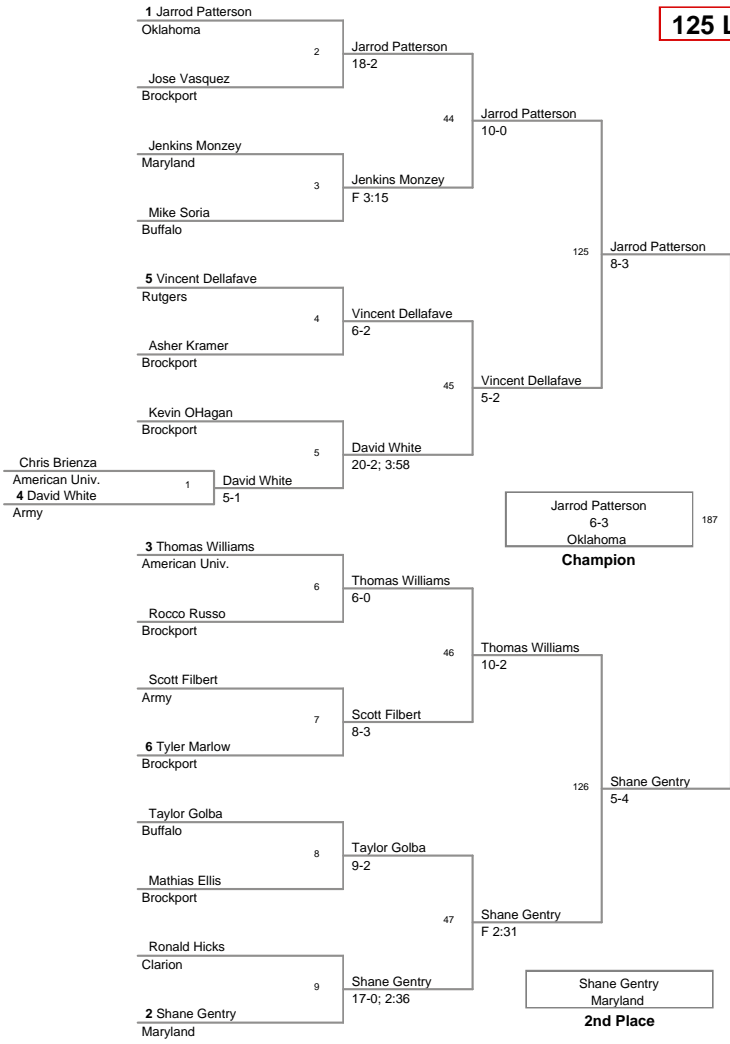 125 L
1 Jarrod Patterson
Oklahoma
2
Jarrod Patterson
18-2
Jose Vasquez
Brockport
44
Jarrod Patterson
10-0
Jenkins Monzey
Maryland
3
Jenkins Monzey
F 3:15
Mike Soria
Buffalo
125
Jarrod Patterson
8-3
5 Vincent Dellafave
Rutgers
4
Vincent Dellafave
6-2
Asher Kramer
Brockport
45
Vincent Dellafave
5-2
Kevin OHagan
Brockport
5
David White
20-2; 3:58
Chris Brienza
American Univ.
1
David White
5-1
4 David White
Army
Jarrod Patterson
6-3
Oklahoma
187
Champion
3 Thomas Williams
American Univ.
6
Thomas Williams
6-0
Rocco Russo
Brockport
46
Thomas Williams
10-2
Scott Filbert
Army
7
Scott Filbert
8-3
6 Tyler Marlow
Brockport
126
Shane Gentry
5-4
Taylor Golba
Buffalo
8
Taylor Golba
9-2
Mathias Ellis
Brockport
47
Shane Gentry
F 2:31
Ronald Hicks
Clarion
9
Shane Gentry
17-0; 2:36
2 Shane Gentry
Maryland
Shane Gentry
Maryland
2nd Place